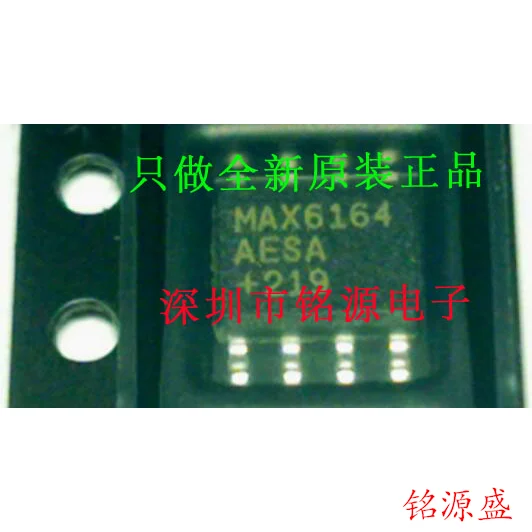 只做全新原装正品
MAX6164
AESA
+219
深圳市铭源电子
铭源盛